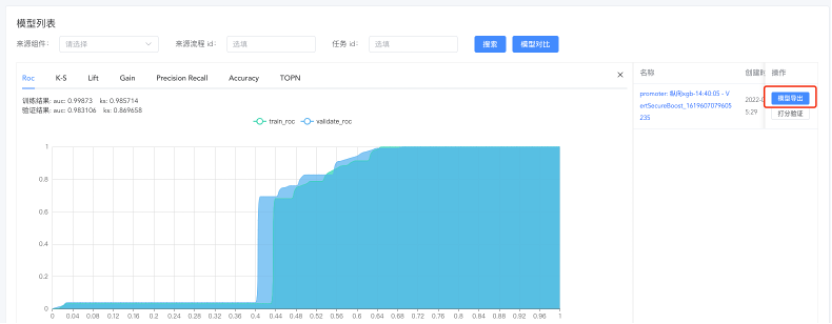 模型列表
来源组件: 请选择 来源流程 id: 选填 任务 id: 选填 搜索 模型对比
Roc K-S Lift Gain Precision Recall Accuracy TOPN ×
训练结果: auc: 0.99873 ks: 0.985714
验证结果: auc: 0.983106 ks: 0.869658
train_roc validate_roc
1
0.8
0.6
0.4
0.2
0
0 0.04 0.08 0.12 0.16 0.2 0.24 0.28 0.32 0.36 0.4 0.44 0.48 0.52 0.56 0.6 0.64 0.68 0.72 0.76 0.8 0.84 0.88 0.92 0.96 1
名称 创建时 操作
promoter: 纵向xgb-14:40:05 - V
ertSecureBoost_1619607079605
235
2022-0
5:29
模型导出
打分验证